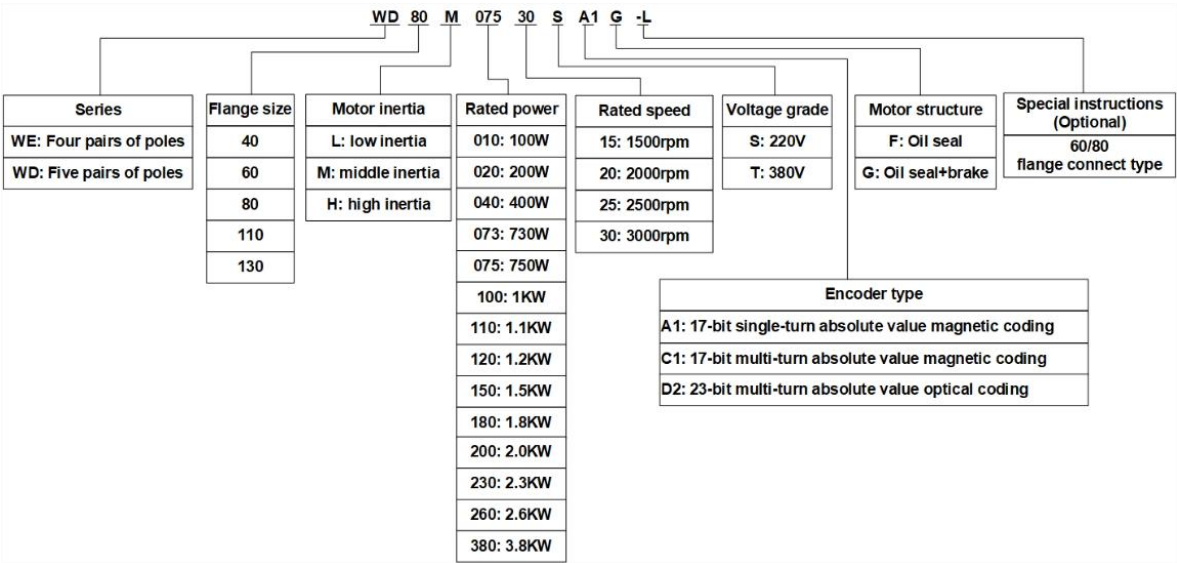 WD 80 M 075 30 S A1 G -L
Series
WE: Four pairs of poles
WD: Five pairs of poles
Flange size
40
60
80
110
130
Motor inertia
L: low inertia
M: middle inertia
H: high inertia
Rated power
010: 100W
020: 200W
040: 400W
073: 730W
075: 750W
100: 1KW
110: 1.1KW
120: 1.2KW
150: 1.5KW
180: 1.8KW
200: 2.0KW
230: 2.3KW
260: 2.6KW
380: 3.8KW
Rated speed
15: 1500rpm
20: 2000rpm
25: 2500rpm
30: 3000rpm
Voltage grade
S: 220V
T: 380V
Motor structure
F: Oil seal
G: Oil seal+brake
Special instructions
(Optional)
60/80
flange connect type
Encoder type
A1: 17-bit single-turn absolute value magnetic coding
C1: 17-bit multi-turn absolute value magnetic coding
D2: 23-bit multi-turn absolute value optical coding